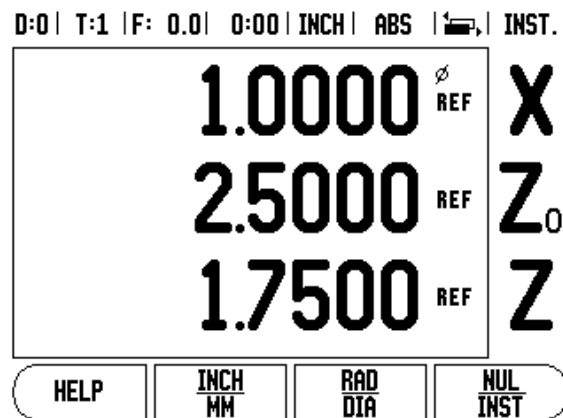 D:0 | T:1 | F: 0.0 | 0:00 | INCH | ABS | | INST.
1.0000 ø REF X
2.5000 REF Z0
1.7500 REF Z
HELP INCH MM RAD DIA NUL INST